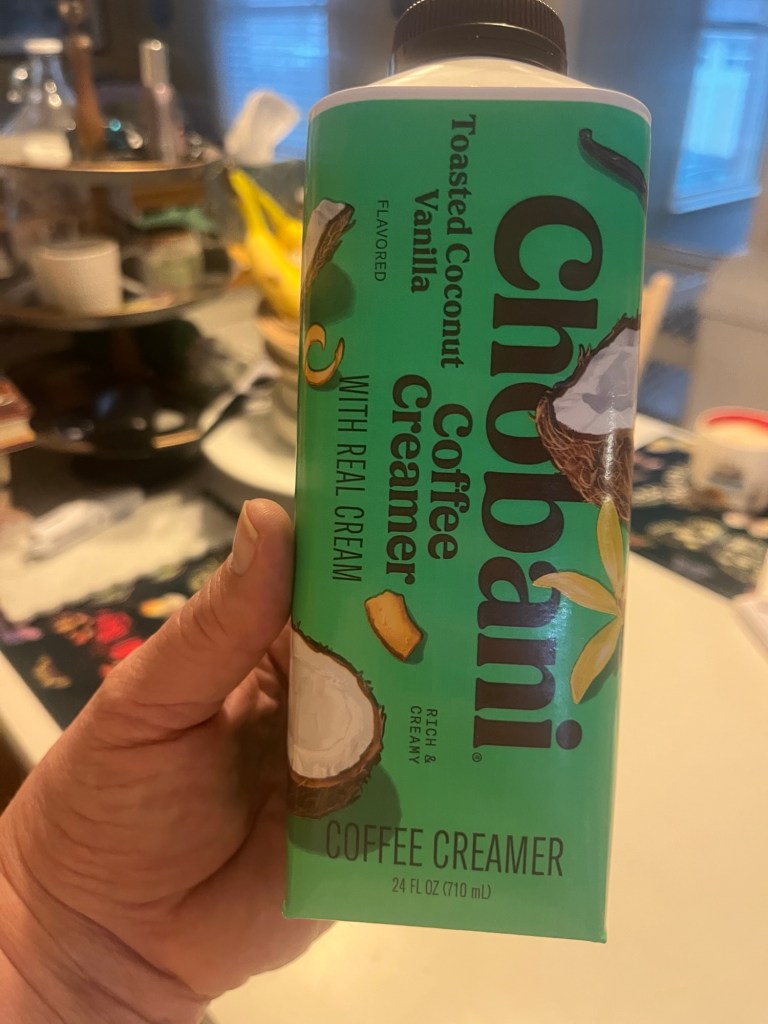 Chobani®
Toasted Coconut
Vanilla
FLAVORED
Coffee
Creamer
WITH REAL CREAM
RICH &
CREAMY
COFFEE CREAMER
24 FL OZ (710 mL)